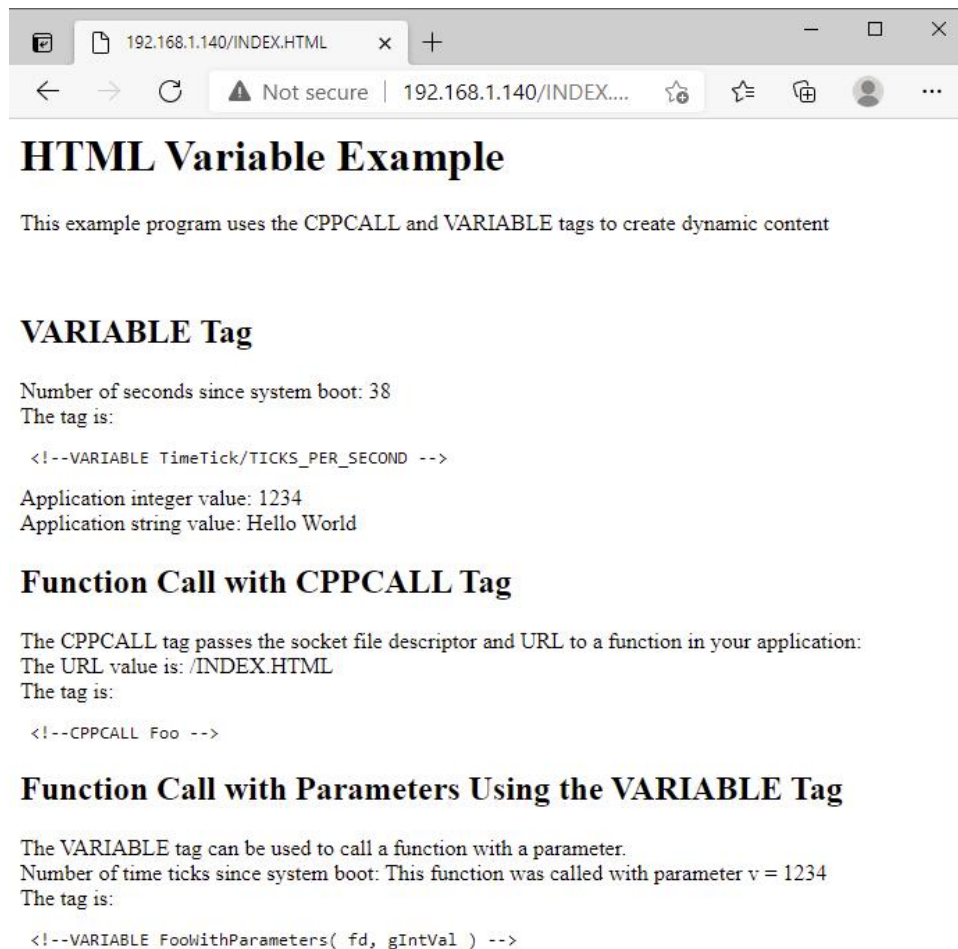 192.168.1.140/INDEX.HTML
Not secure | 192.168.1.140/INDEX....
HTML Variable Example
This example program uses the CPPCALL and VARIABLE tags to create dynamic content
VARIABLE Tag
Number of seconds since system boot: 38
The tag is:
<!--VARIABLE TimeTick/TICKS_PER_SECOND -->
Application integer value: 1234
Application string value: Hello World
Function Call with CPPCALL Tag
The CPPCALL tag passes the socket file descriptor and URL to a function in your application:
The URL value is: /INDEX.HTML
The tag is:
<!--CPPCALL Foo -->
Function Call with Parameters Using the VARIABLE Tag
The VARIABLE tag can be used to call a function with a parameter.
Number of time ticks since system boot: This function was called with parameter v = 1234
The tag is:
<!--VARIABLE FooWithParameters( fd, gIntVal ) -->